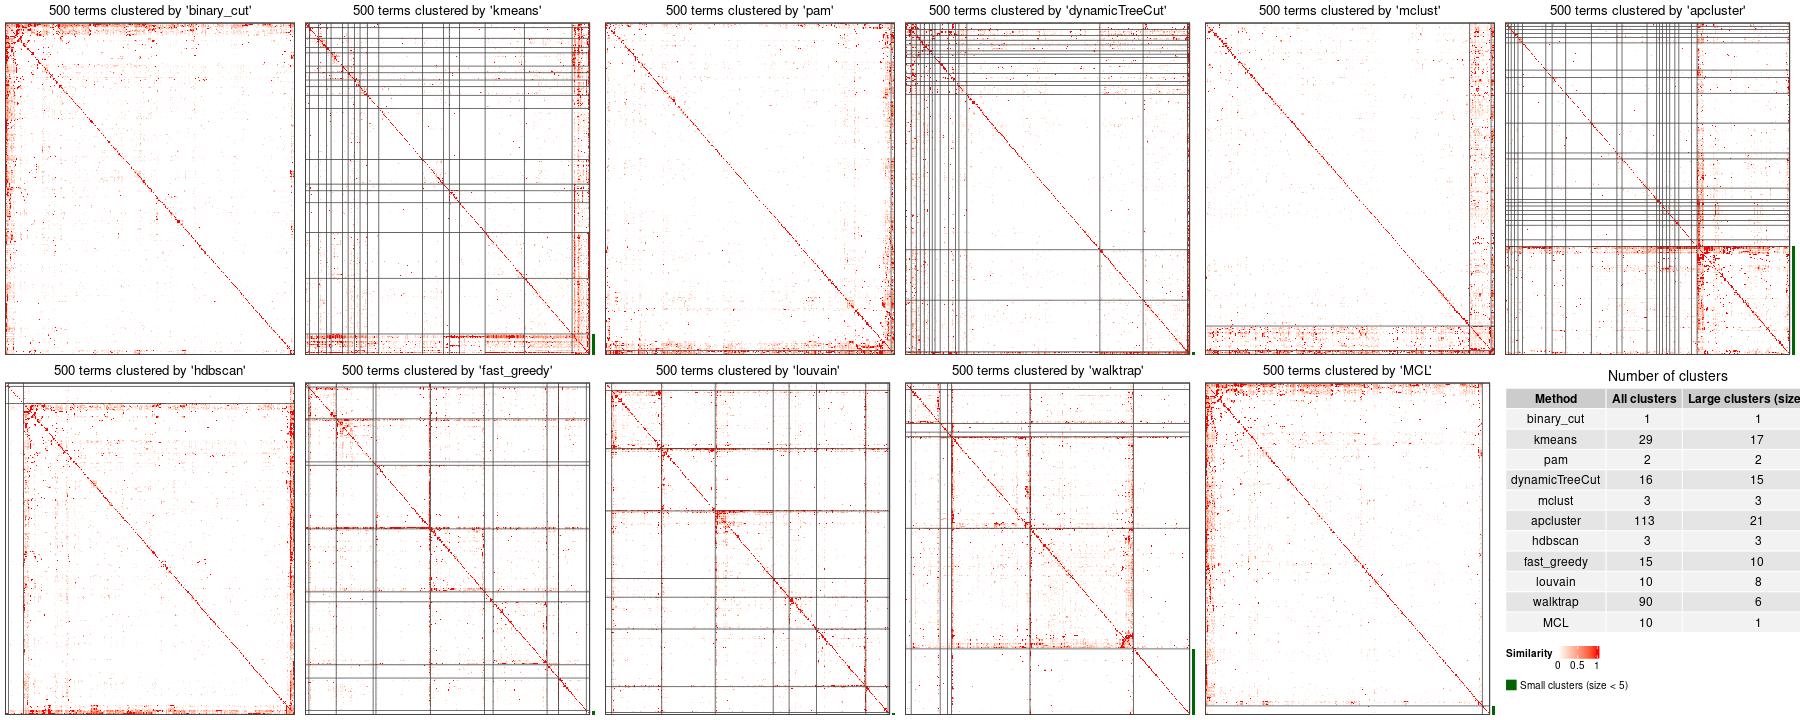 500 terms clustered by 'binary_cut'
500 terms clustered by 'kmeans'
500 terms clustered by 'pam'
500 terms clustered by 'dynamicTreeCut'
500 terms clustered by 'mclust'
500 terms clustered by 'apcluster'
500 terms clustered by 'hdbscan'
500 terms clustered by 'fast_greedy'
500 terms clustered by 'louvain'
500 terms clustered by 'walktrap'
500 terms clustered by 'MCL'
Number of clusters
Method All clusters Large clusters (size
binary_cut 1 1
kmeans 29 17
pam 2 2
dynamicTreeCut 16 15
mclust 3 3
apcluster 113 21
hdbscan 3 3
fast_greedy 15 10
louvain 10 8
walktrap 90 6
MCL 10 1
Similarity
0 0.5 1
Small clusters (size < 5)